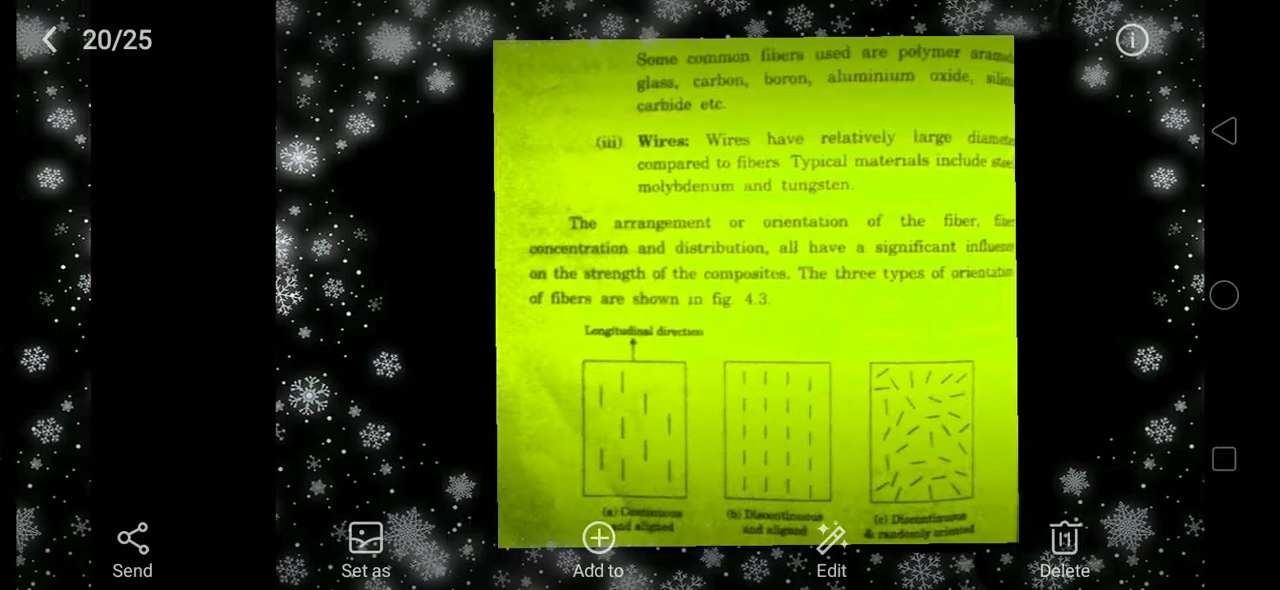 20/25
Some common fibers used are polymer
glass, carbon, boron, aluminium oxide,
carbide etc.
(iii) Wires: Wires have relatively large
compared to fibers. Typical materials include
molybdenum and tungsten.
The arrangement or orientation of the fiber,
concentration and distribution, all have a significant
on the strength of the composites. The three types of
of fibers are shown in fig. 4.3.
Longitudinal direction
(a) Continuous
and aligned
(b) Discontinuous
and aligned
(c) Discontinuous
& randomly oriented
Send
Set as
Add to
Edit
Delete